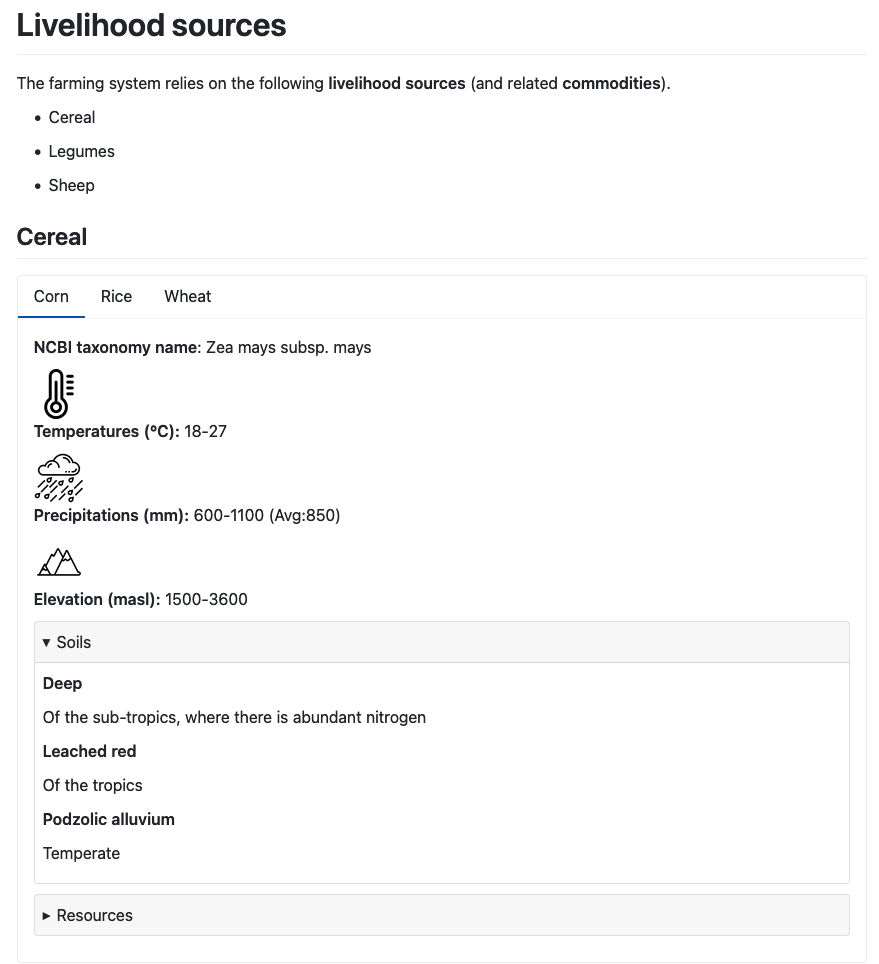 Livelihood sources
The farming system relies on the following livelihood sources (and related commodities).
• Cereal
• Legumes
• Sheep
Cereal
Corn Rice Wheat
NCBI taxonomy name: Zea mays subsp. mays
Temperatures (°C): 18-27
Precipitations (mm): 600-1100 (Avg:850)
Elevation (masl): 1500-3600
▾ Soils
Deep
Of the sub-tropics, where there is abundant nitrogen
Leached red
Of the tropics
Podzolic alluvium
Temperate
▸ Resources